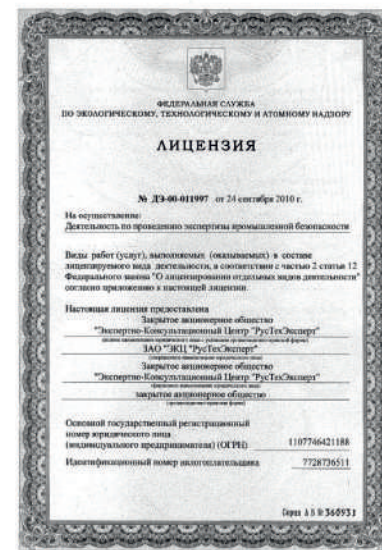 ФЕДЕРАЛЬНАЯ СЛУЖБА
ПО ЭКОЛОГИЧЕСКОМУ, ТЕХНОЛОГИЧЕСКОМУ И АТОМНОМУ НАДЗОРУ
ЛИЦЕНЗИЯ
№ ДЭ-00-011997 от 24 сентября 2010 г.
На осуществление:
Деятельность по проведению экспертизы промышленной безопасности
Виды работ (услуг), выполняемых (оказываемых) в составе
лицензируемого вида деятельности, в соответствии с частью 2 статьи 12
Федерального закона "О лицензировании отдельных видов деятельности"
согласно приложению к настоящей лицензии.
Настоящая лицензия предоставлена
Закрытое акционерное общество
"Экспертно-Консультационный Центр "РусТехЭксперт"
ЗАО "ЭКЦ "РусТехЭксперт"
Закрытое акционерное общество
"Экспертно-Консультационный Центр "РусТехЭксперт"
закрытое акционерное общество
Основной государственный регистрационный
номер юридического лица
(индивидуального предпринимателя) (ОГРН) 1107746421188
Идентификационный номер налогоплательщика 7728736511
Серия А В № 360931